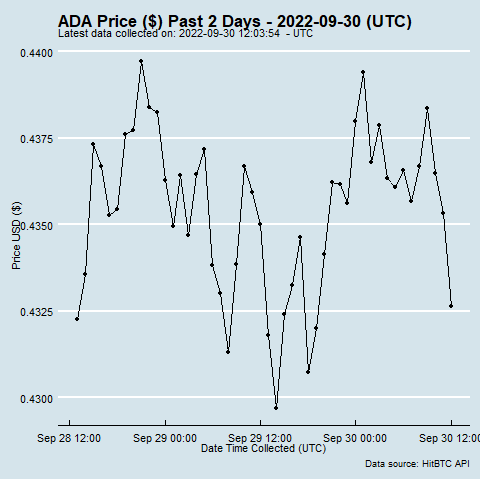 ADA Price ($) Past 2 Days - 2022-09-30 (UTC)
Latest data collected on: 2022-09-30 12:03:54  - UTC
0.4400
0.4375
0.4350
0.4325
0.4300
Price USD ($)
Sep 28 12:00 Sep 29 00:00 Sep 29 12:00 Sep 30 00:00 Sep 30 12:00
Date Time Collected (UTC)
Data source: HitBTC API